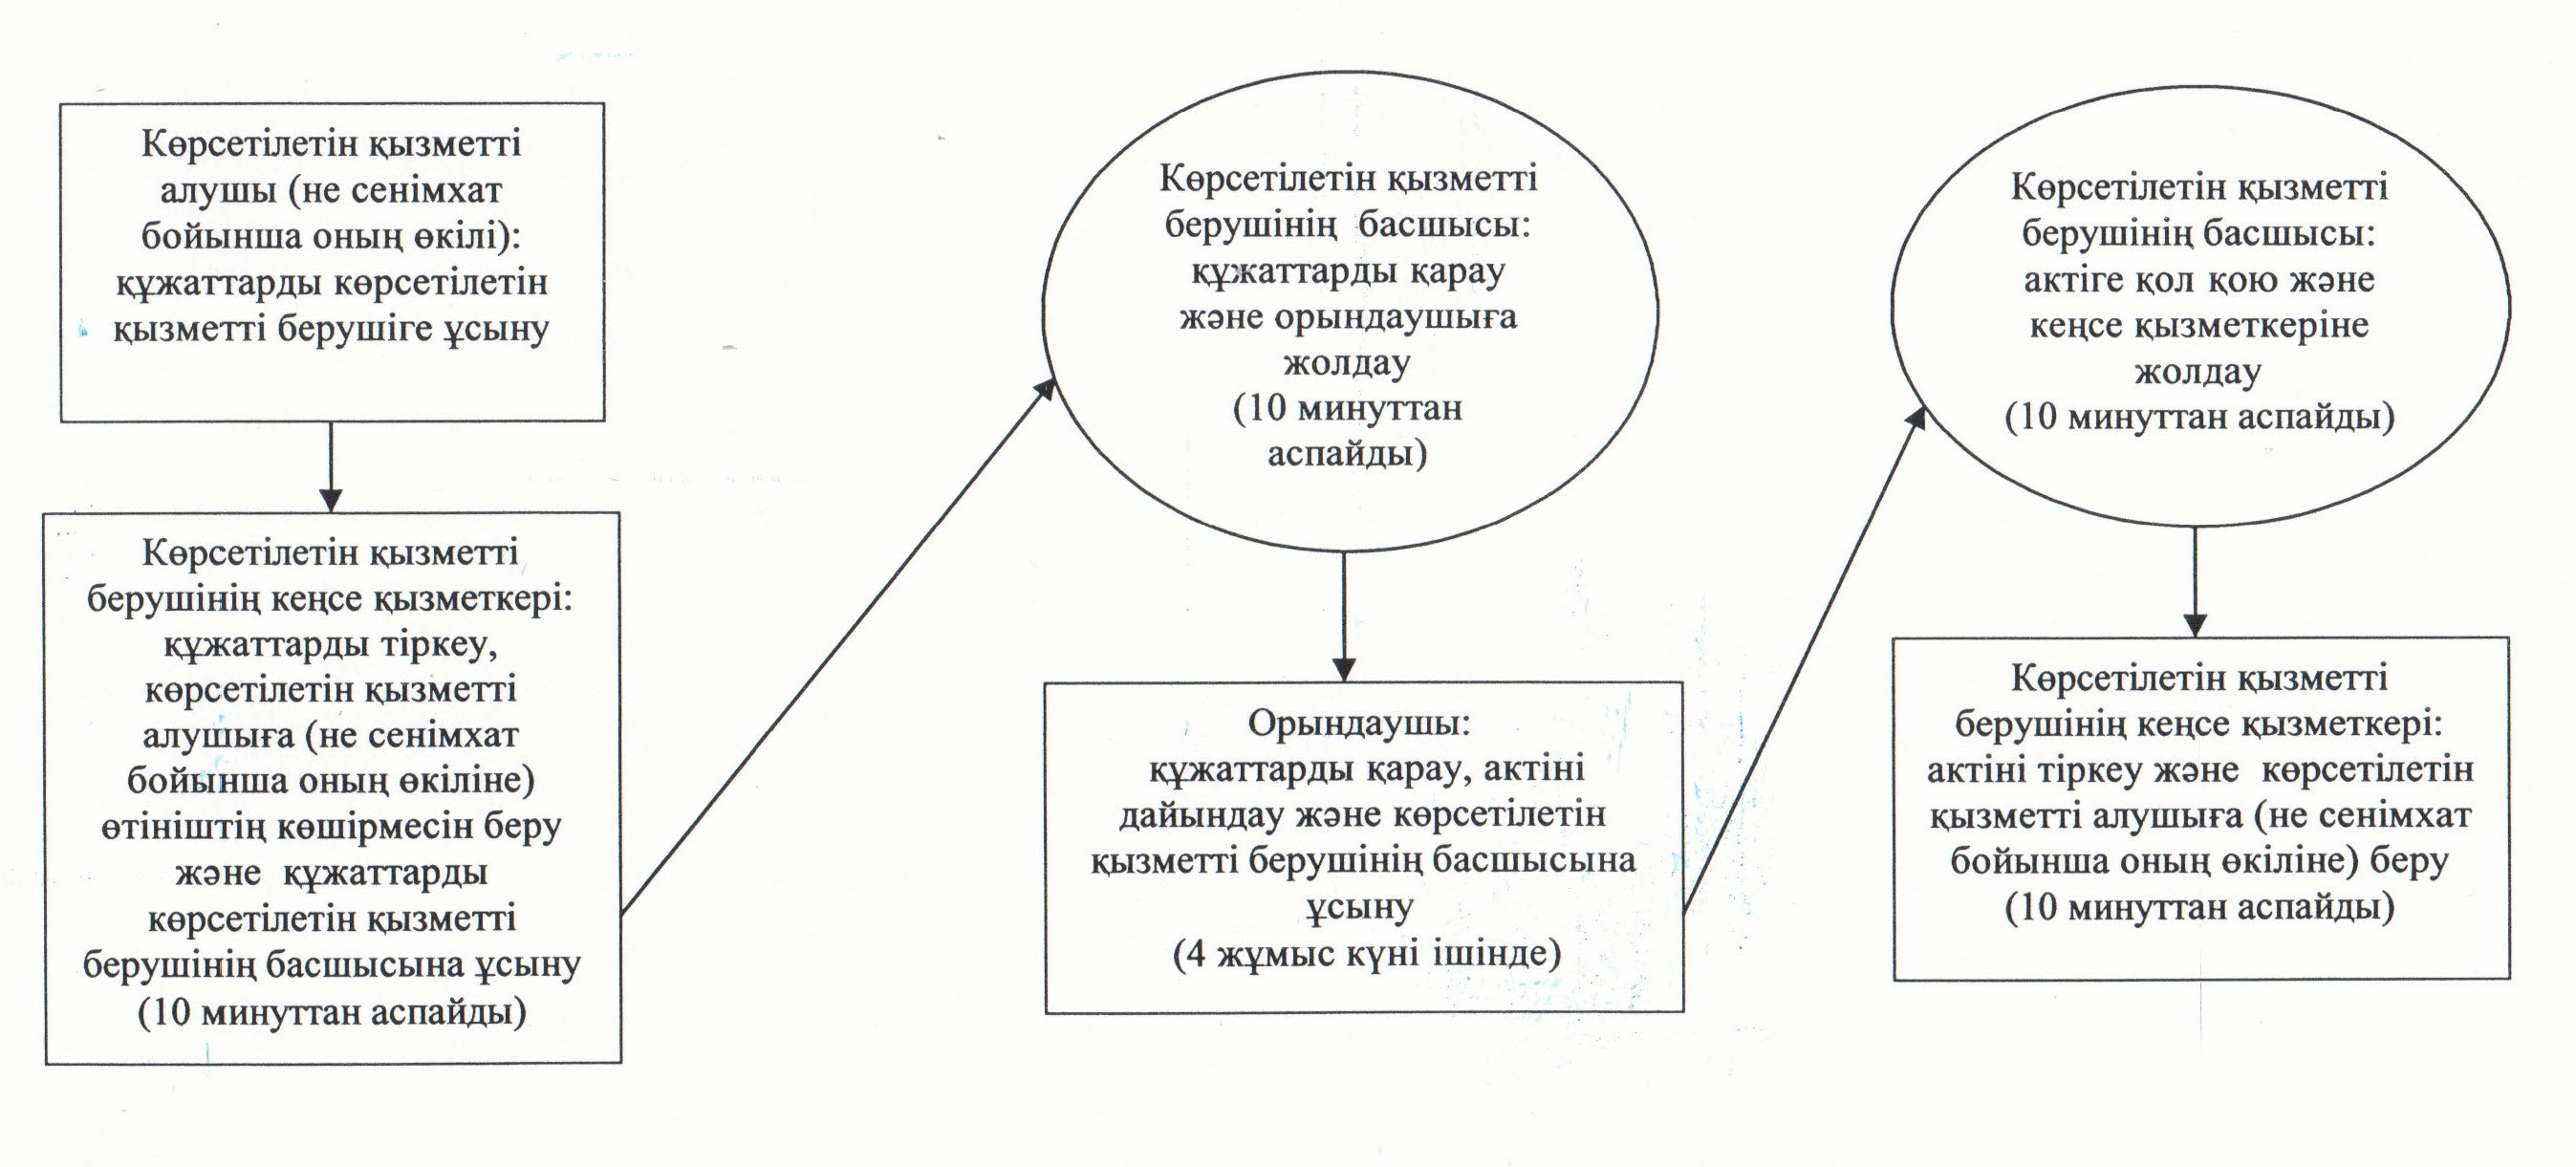 Көрсетілетін қызметті
алушы (не сенімхат
бойынша оның өкілі):
құжаттарды көрсетілетін
қызметті берушіге ұсыну
Көрсетілетін қызметті
берушінің кеңсе қызметкері:
құжаттарды тіркеу,
көрсетілетін қызметті
алушыға (не сенімхат
бойынша оның өкіліне)
өтініштің көшірмесін беру
және құжаттарды
көрсетілетін қызметті
берушінің басшысына ұсыну
(10 минуттан аспайды)
Көрсетілетін қызметті
берушінің басшысы:
құжаттарды қарау
және орындаушыға
жолдау
(10 минуттан
аспайды)
Орындаушы:
құжаттарды қарау, актіні
дайындау және көрсетілетін
қызметті берушінің басшысына
ұсыну
(4 жұмыс күні ішінде)
Көрсетілетін қызметті
берушінің басшысы:
актіге қол қою және
кеңсе қызметкеріне
жолдау
(10 минуттан аспайды)
Көрсетілетін қызметті
берушінің кеңсе қызметкері:
актіні тіркеу және көрсетілетін
қызметті алушыға (не сенімхат
бойынша оның өкіліне) беру
(10 минуттан аспайды)